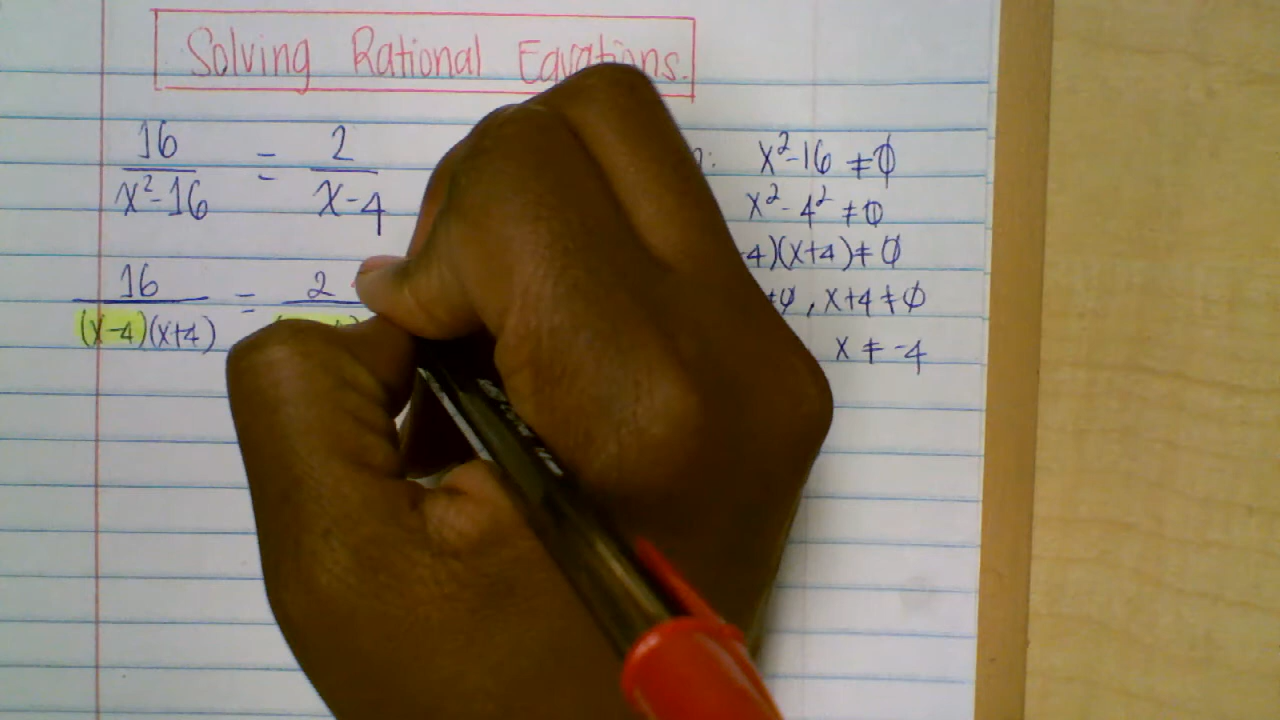 Solving Rational Equations.
16/(x²-16) = 2/(x-4)
16/((x-4)(x+4)) = 2
x²-16 ≠ 0
x² - 4² ≠ 0
4)(x+4) ≠ 0
≠ 0 , x+4 ≠ 0
x ≠ -4